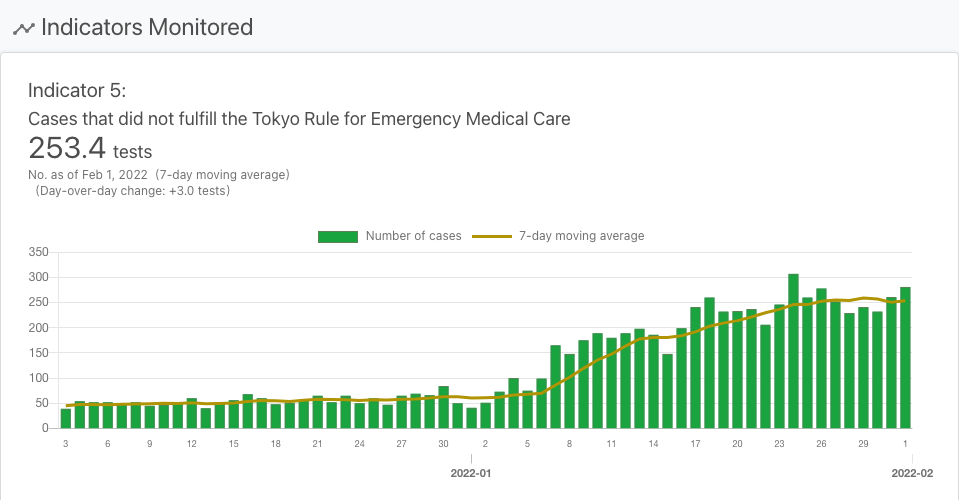 Indicators Monitored
Indicator 5:
Cases that did not fulfill the Tokyo Rule for Emergency Medical Care
253.4 tests
No. as of Feb 1, 2022  (7-day moving average)
(Day-over-day change: +3.0 tests)
Number of cases 7-day moving average
350
300
250
200
150
100
50
0
3 6 9 12 15 18 21 24 27 30 2 5 8 11 14 17 20 23 26 29 1
2022-01 2022-02